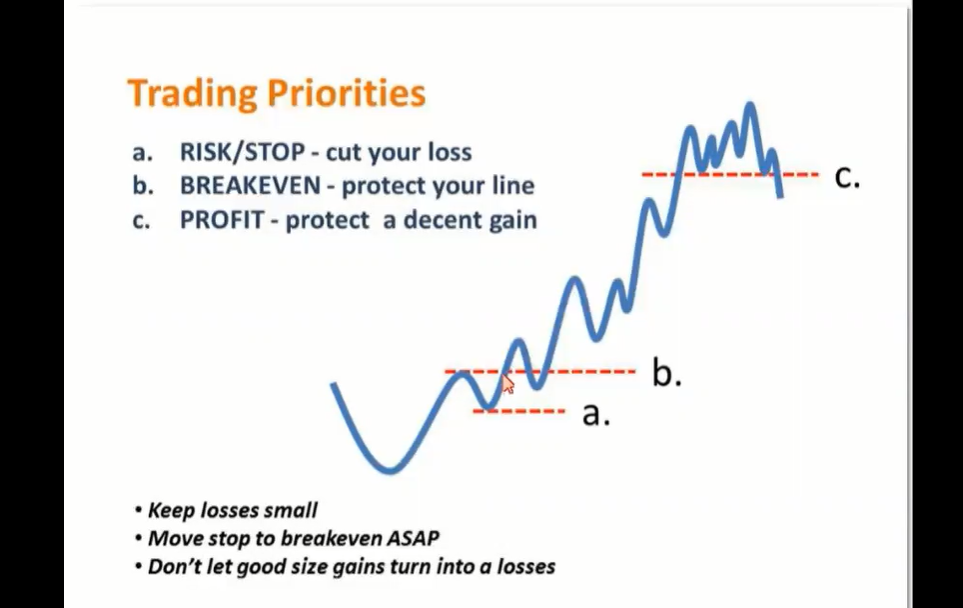 Trading Priorities
a. RISK/STOP - cut your loss
b. BREAKEVEN - protect your line
c. PROFIT - protect a decent gain
c.
b.
a.
• Keep losses small
• Move stop to breakeven ASAP
• Don't let good size gains turn into a losses